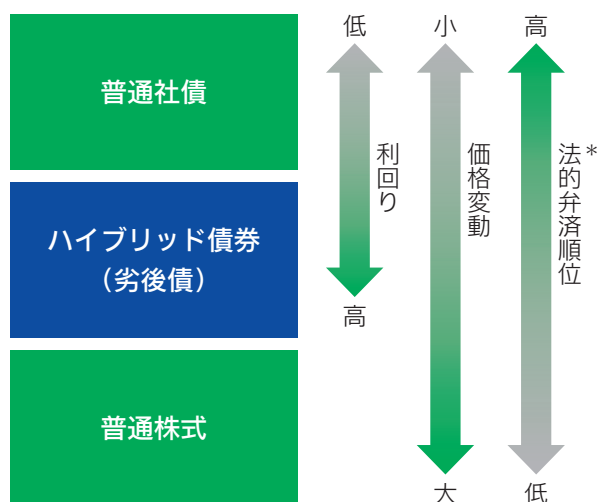 普通社債
ハイブリッド債券
（劣後債）
普通株式
低
利回り
高
小
価格変動
大
高
法的弁済順位*
低